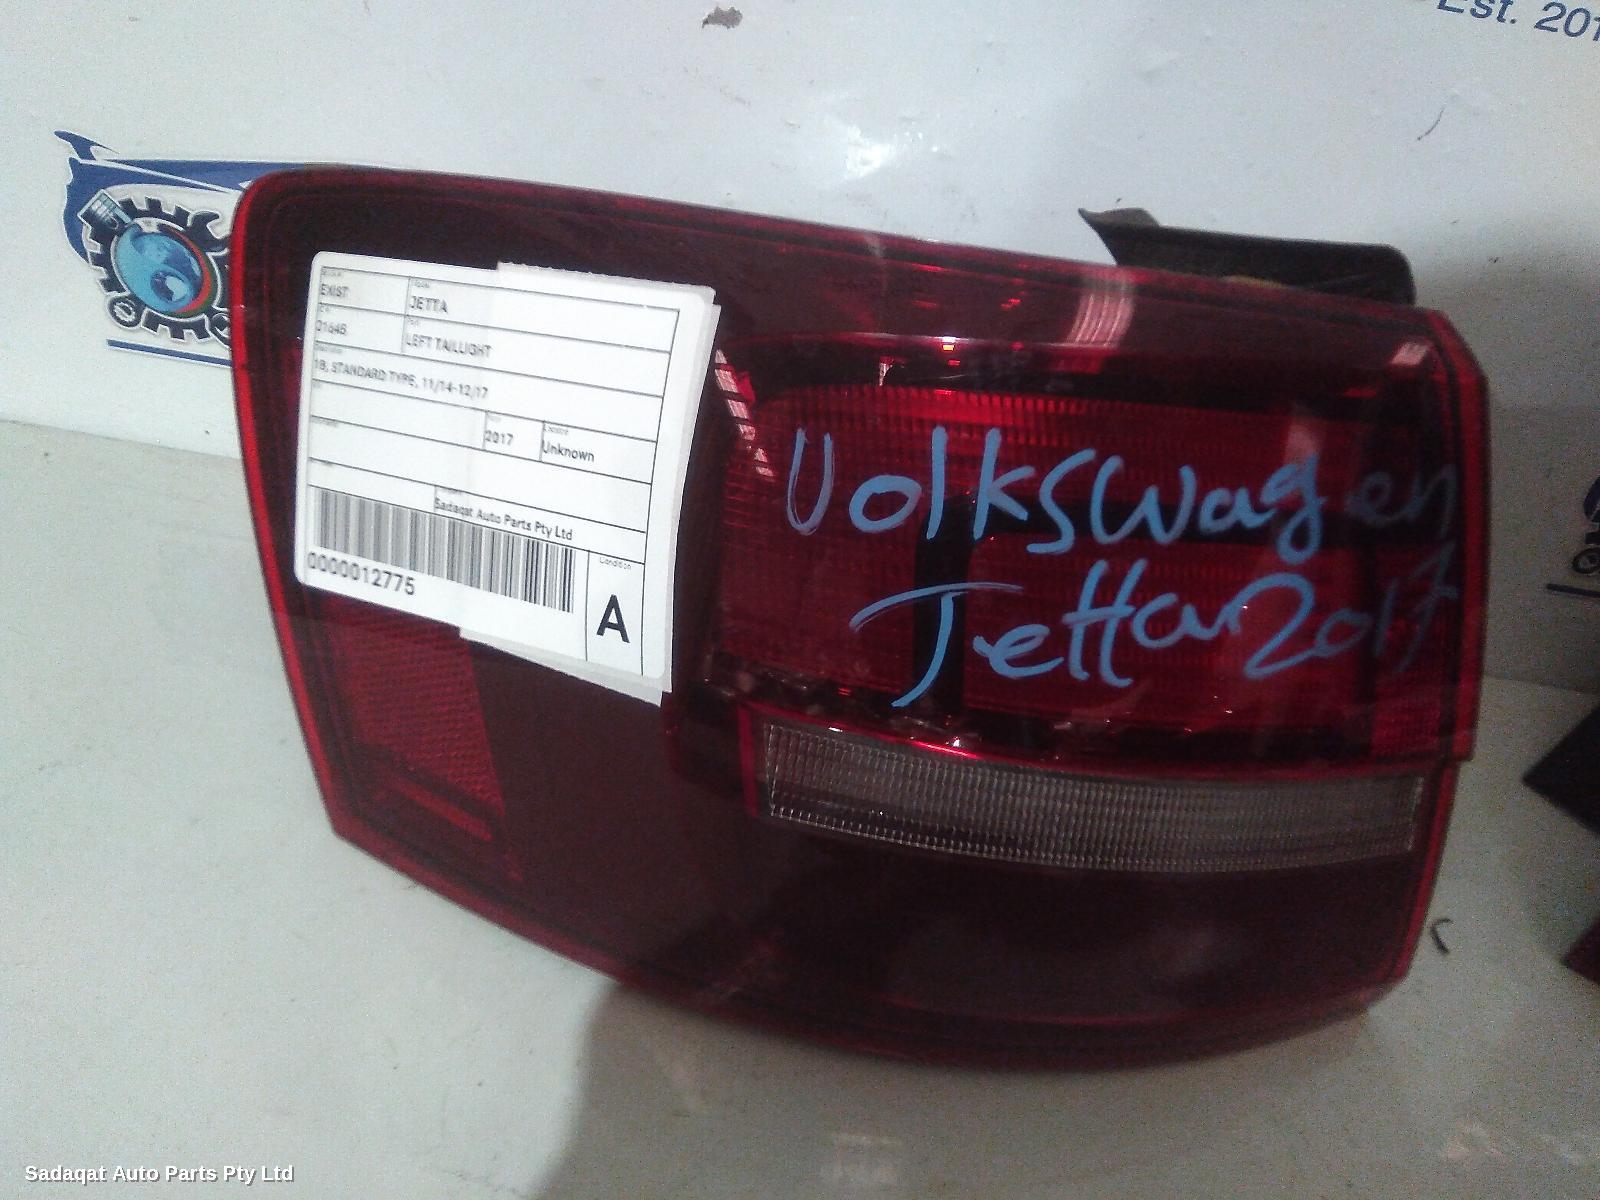 Est. 201
EXIST
JETTA
01645
LEFT TAILLIGHT
1B, STANDARD TYPE, 11/14-12/17
2017
Unknown
Sadaqat Auto Parts Pty Ltd
Condition
0000012775
A
Volkswagen
Jetta 2017
Sadaqat Auto Parts Pty Ltd